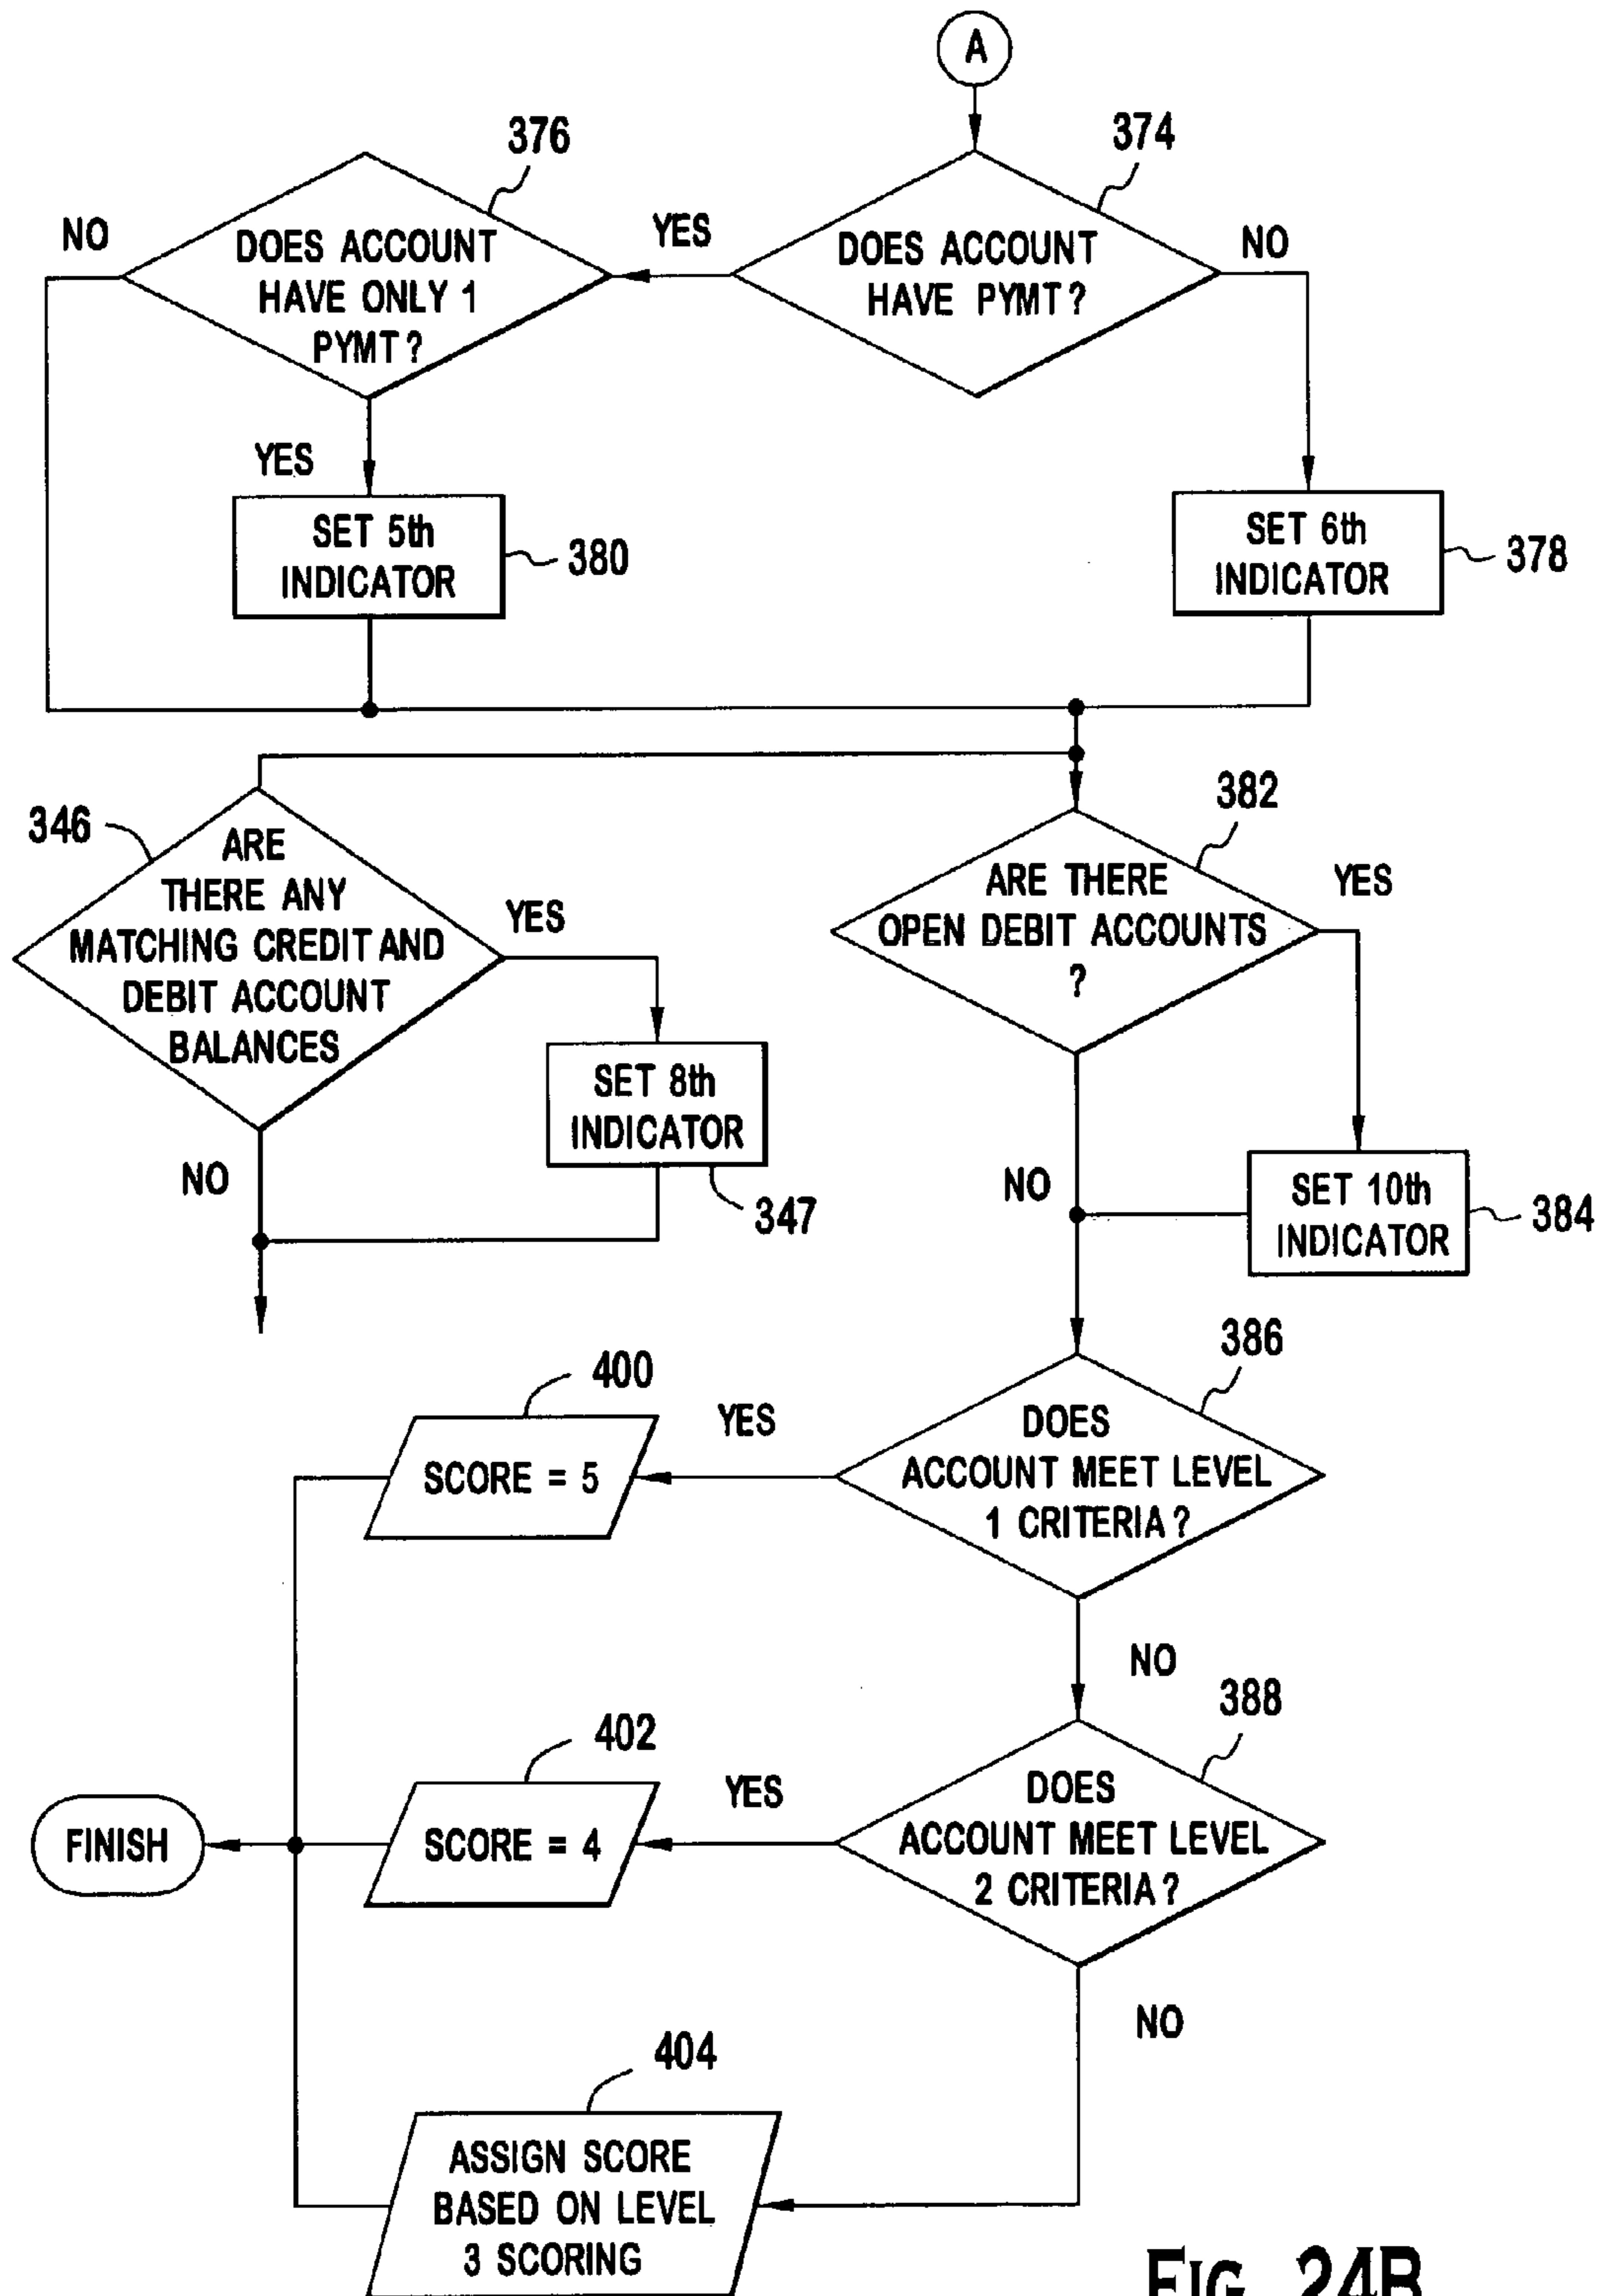 A
376
374
NO
DOES ACCOUNT
HAVE ONLY 1
PYMT?
YES
DOES ACCOUNT
HAVE PYMT?
NO
YES
SET 5th
INDICATOR
380
SET 6th
INDICATOR
378
346
ARE
THERE ANY
MATCHING CREDIT AND
DEBIT ACCOUNT
BALANCES
YES
382
ARE THERE
OPEN DEBIT ACCOUNTS
?
YES
SET 8th
INDICATOR
347
NO
NO
SET 10th
INDICATOR
384
386
400
SCORE = 5
YES
DOES
ACCOUNT MEET LEVEL
1 CRITERIA?
NO
388
402
FINISH
SCORE = 4
YES
DOES
ACCOUNT MEET LEVEL
2 CRITERIA?
NO
404
ASSIGN SCORE
BASED ON LEVEL
3 SCORING
FIG. 24B